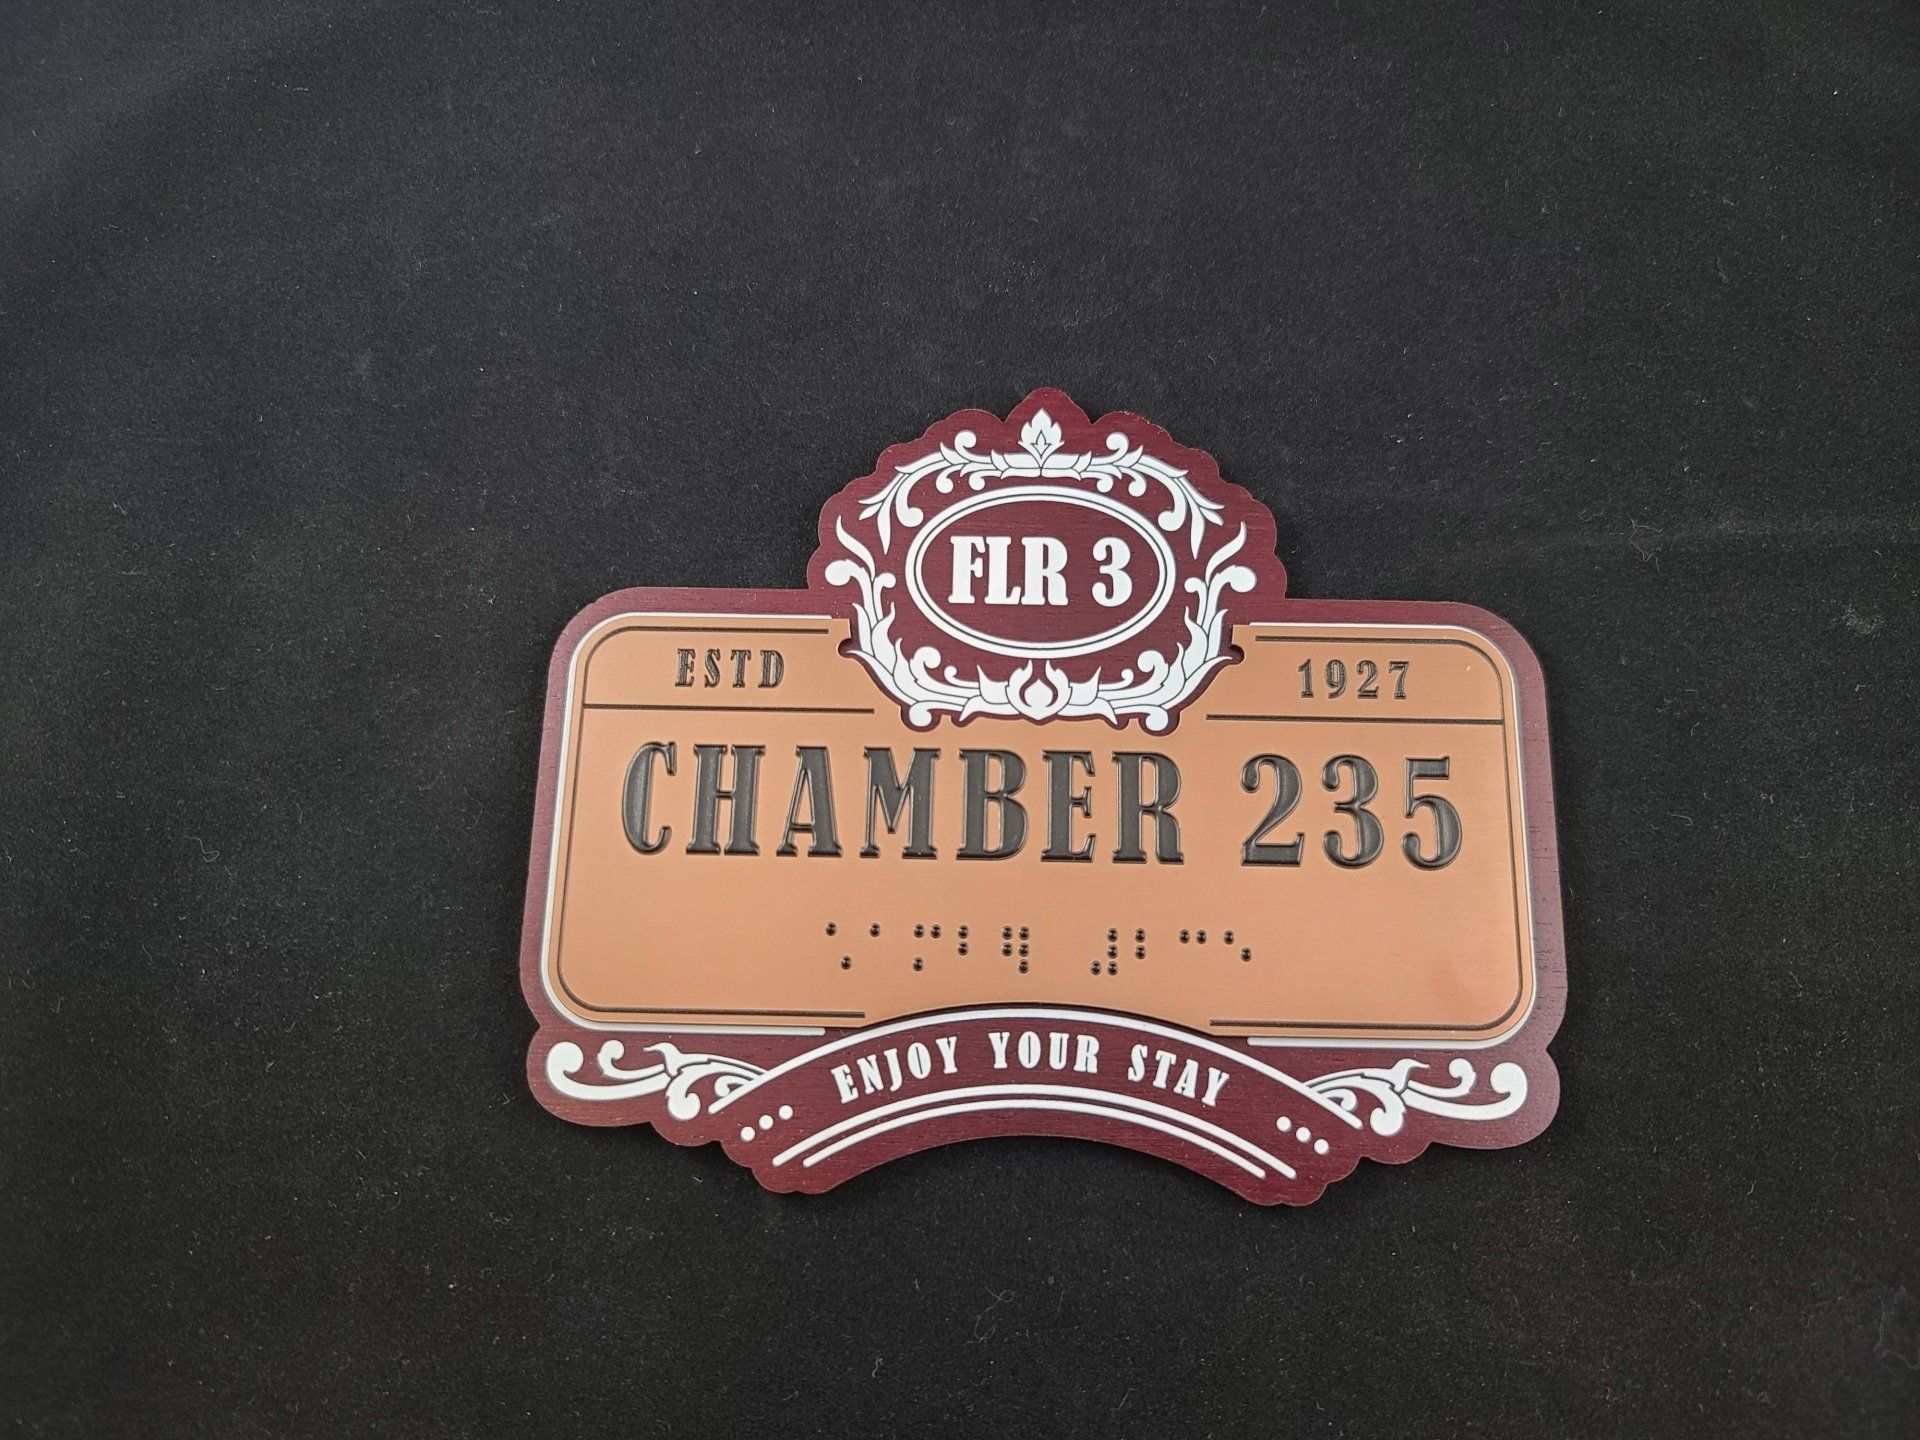 FLR 3
ESTD 1927
CHAMBER 235
⠡⠁⠍⠃⠻ ⠼⠃⠉⠑
ENJOY YOUR STAY